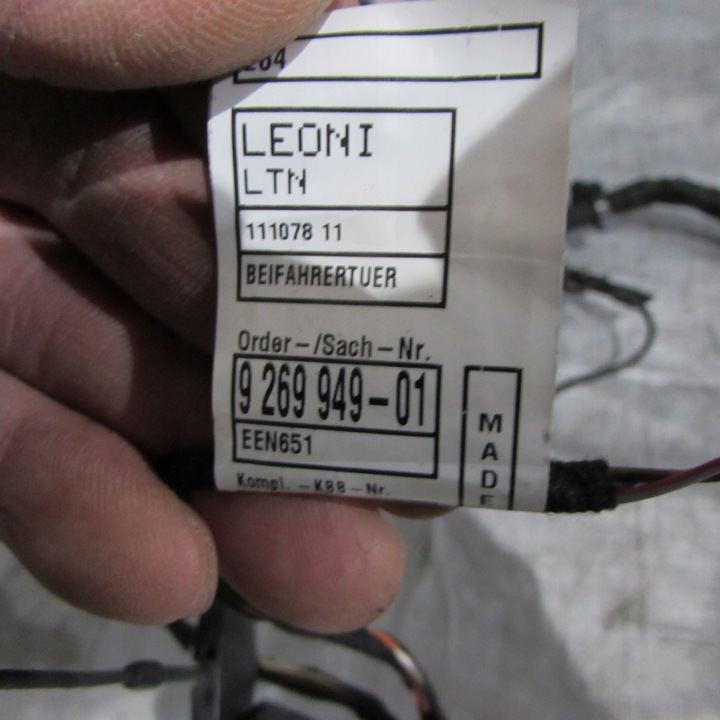 LEONI
LTN
111078 11
BEIFAHRERTUER
Order-/Sach-Nr.
9 269 949-01
EEN651
Kompl.-KBB-Nr.
MADE